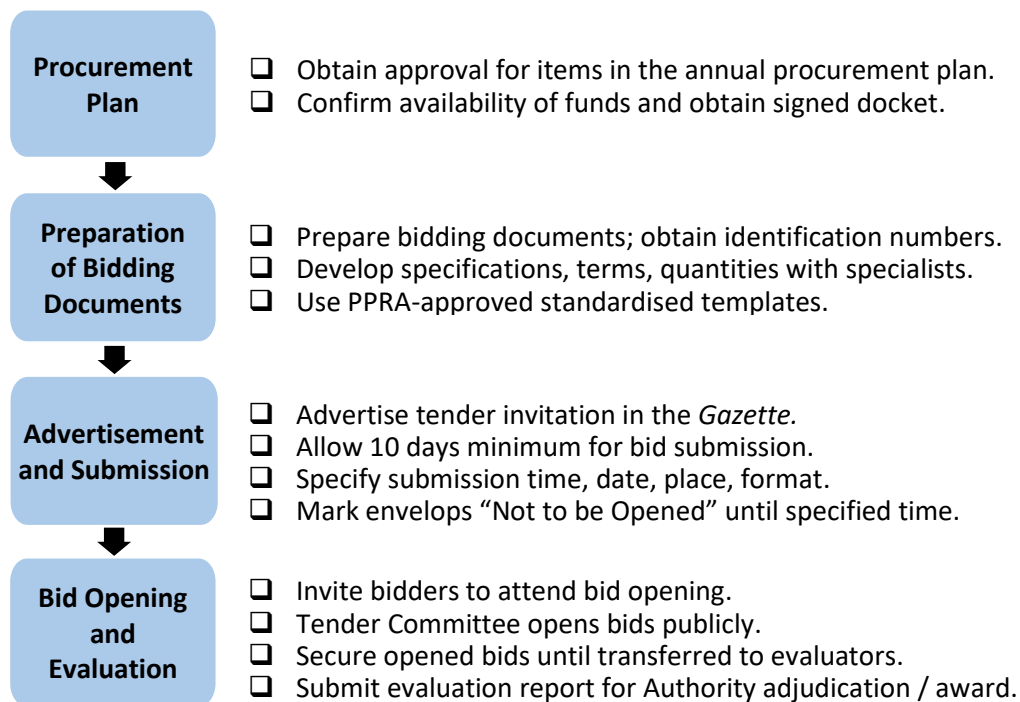 Procurement
Plan
❑ Obtain approval for items in the annual procurement plan.
❑ Confirm availability of funds and obtain signed docket.
Preparation
of Bidding
Documents
❑ Prepare bidding documents; obtain identification numbers.
❑ Develop specifications, terms, quantities with specialists.
❑ Use PPRA-approved standardised templates.
Advertisement
and Submission
❑ Advertise tender invitation in the Gazette.
❑ Allow 10 days minimum for bid submission.
❑ Specify submission time, date, place, format.
❑ Mark envelops “Not to be Opened” until specified time.
Bid Opening
and
Evaluation
❑ Invite bidders to attend bid opening.
❑ Tender Committee opens bids publicly.
❑ Secure opened bids until transferred to evaluators.
❑ Submit evaluation report for Authority adjudication / award.